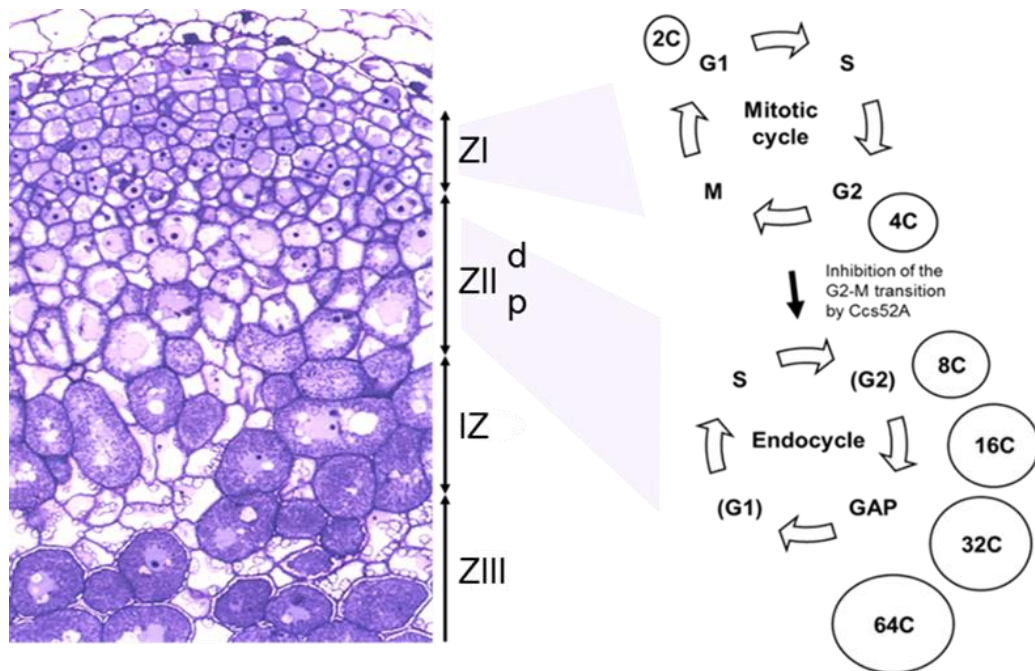 ZI
ZII
d
p
IZ
ZIII
2C
G1
S
Mitotic
cycle
M
G2
4C
Inhibition of the
G2-M transition
by Ccs52A
S
(G2)
8C
Endocycle
16C
(G1)
GAP
32C
64C